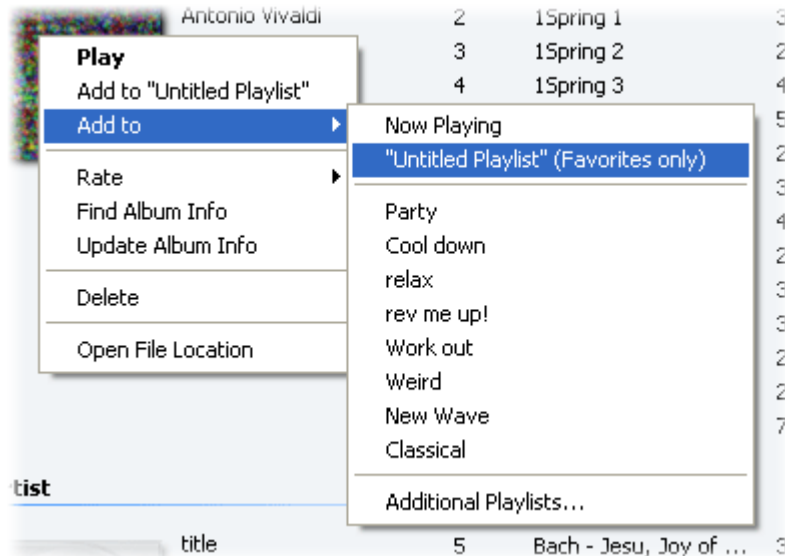 Antonio Vivaldi 2 1Spring 1
3 1Spring 2
4 1Spring 3
Play
Add to "Untitled Playlist"
Add to
Rate
Find Album Info
Update Album Info
Delete
Open File Location
Now Playing
"Untitled Playlist" (Favorites only)
Party
Cool down
relax
rev me up!
Work out
Weird
New Wave
Classical
Additional Playlists...
tist
title 5 Bach - Jesu, Joy of ...